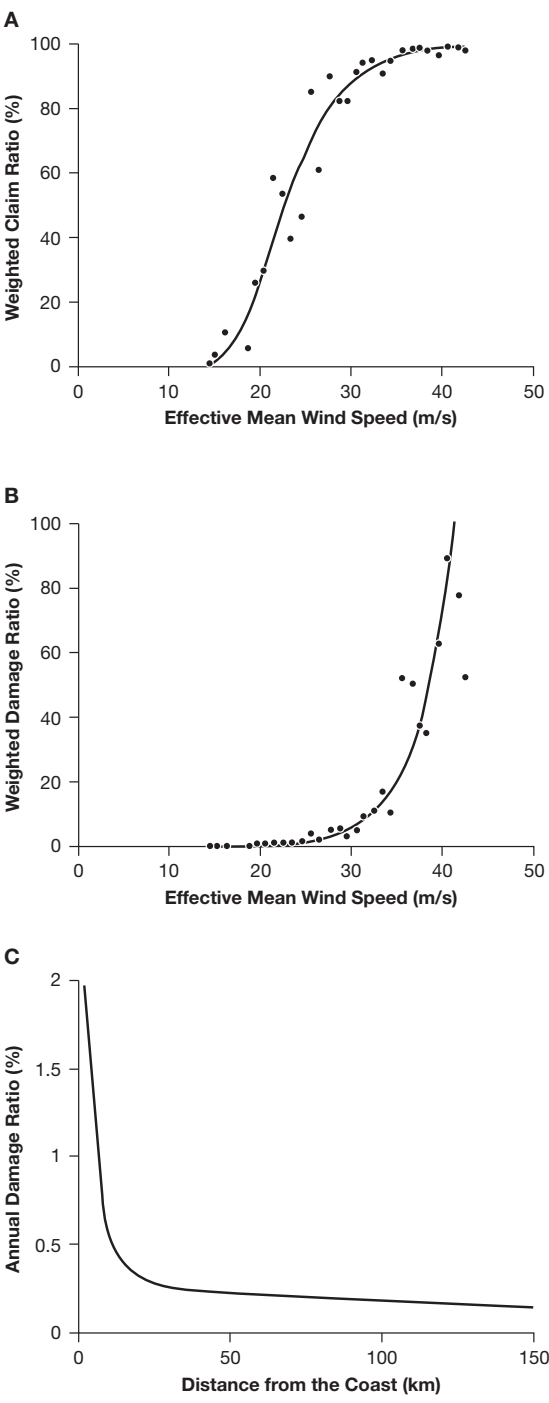 A
Weighted Claim Ratio (%)
100
80
60
40
20
0
0 10 20 30 40 50
Effective Mean Wind Speed (m/s)
B
Weighted Damage Ratio (%)
100
80
60
40
20
0
0 10 20 30 40 50
Effective Mean Wind Speed (m/s)
C
Annual Damage Ratio (%)
2
1.5
1
0.5
0
0 50 100 150
Distance from the Coast (km)